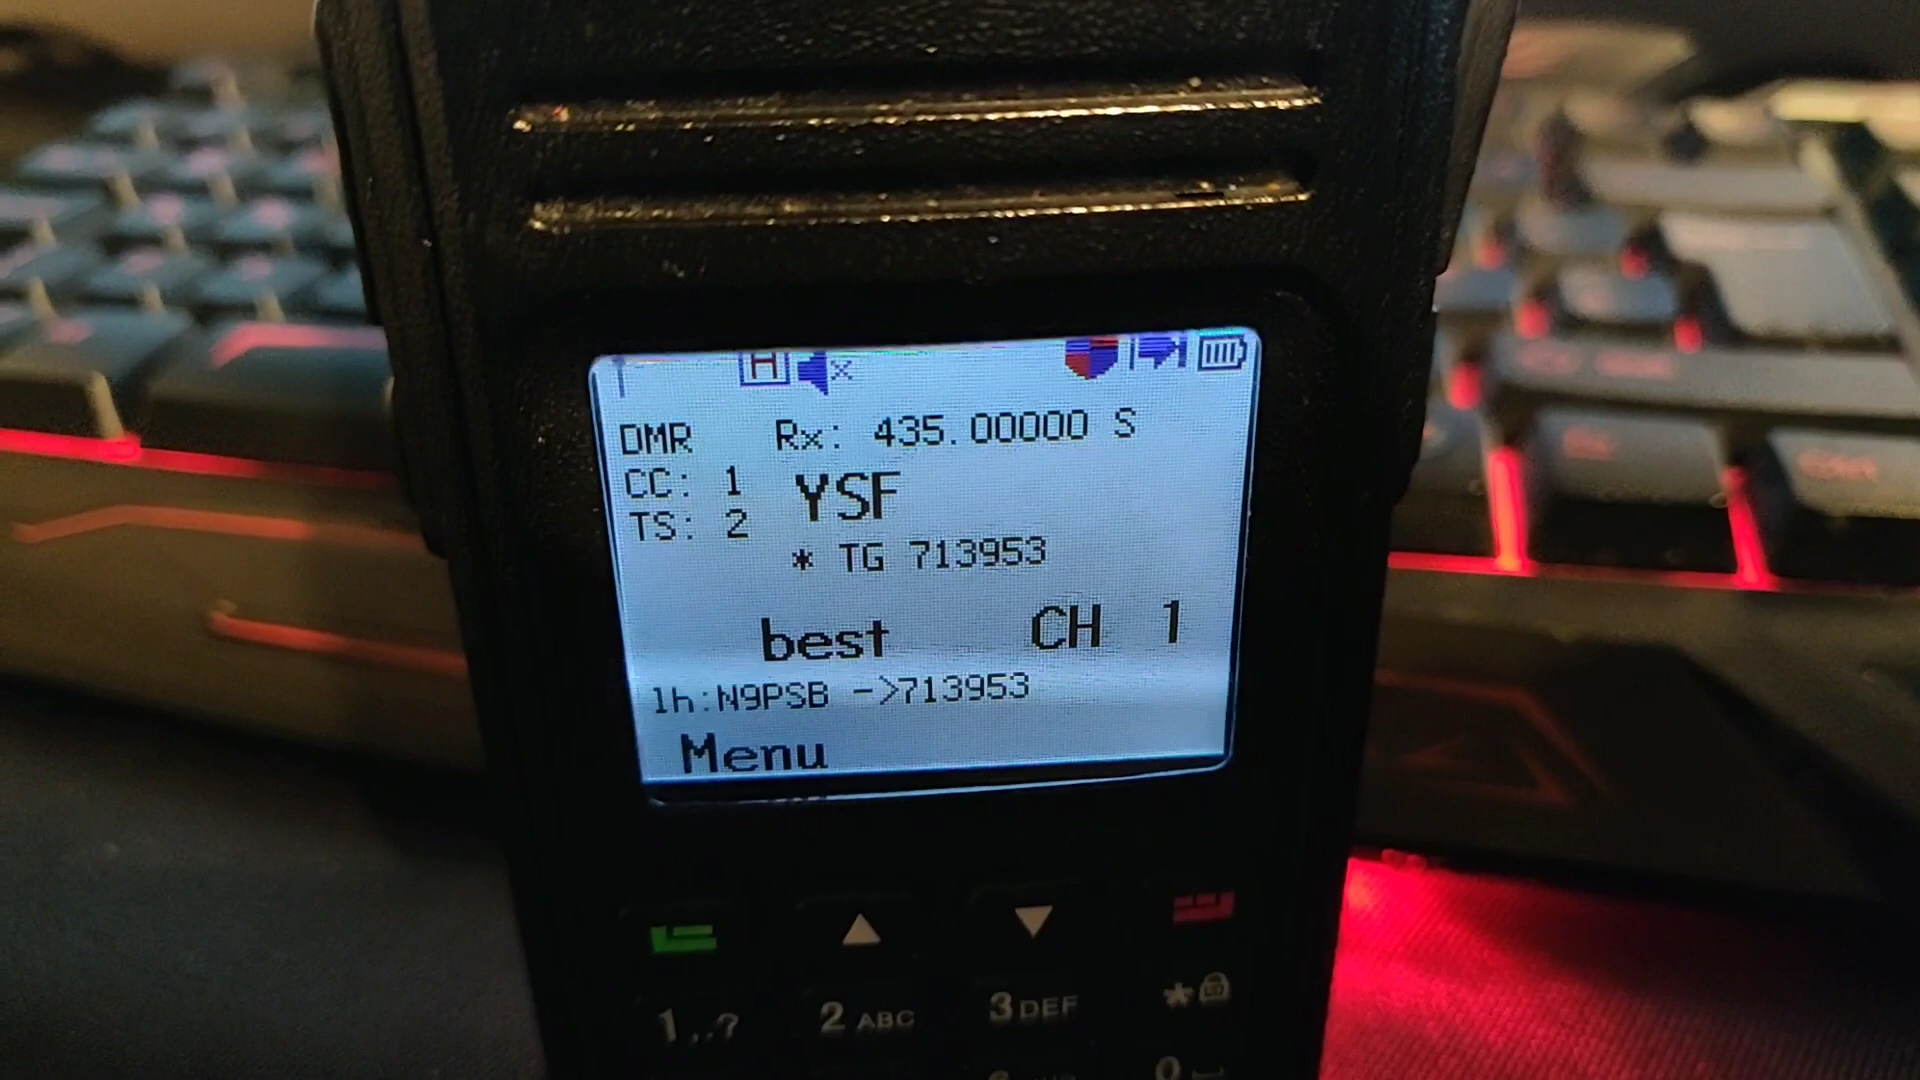 H x
DMR Rx: 435.00000 S
CC: 1 YSF
TS: 2
* TG 713953
best CH 1
lh:N9PSB ->713953
Menu
1,.? 2 ABC 3 DEF *
0